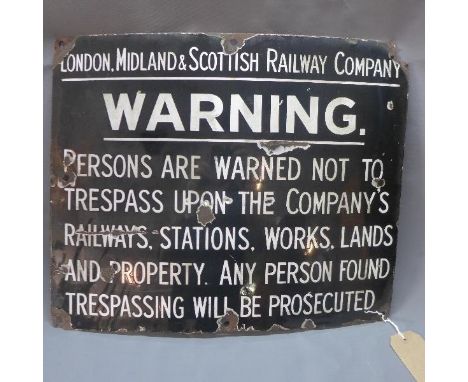 LONDON, MIDLAND & SCOTTISH RAILWAY COMPANY
WARNING.
PERSONS ARE WARNED NOT TO
TRESPASS UPON THE COMPANY'S
RAILWAYS, STATIONS, WORKS, LANDS
AND PROPERTY. ANY PERSON FOUND
TRESPASSING WILL BE PROSECUTED